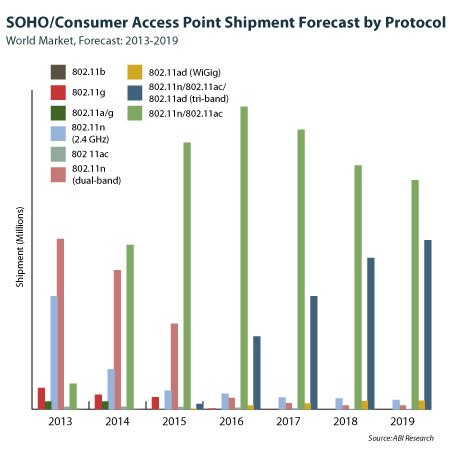 SOHO/Consumer Access Point Shipment Forecast by Protocol
World Market, Forecast: 2013-2019
802.11b
802.11g
802.11a/g
802.11n
(2.4 GHz)
802 11ac
802.11n
(dual-band)
802.11ad (WiGig)
802.11n/802.11ac/
802.11ad (tri-band)
802.11n/802.11ac
Shipment (Millions)
2013 2014 2015 2016 2017 2018 2019
Source: ABI Research